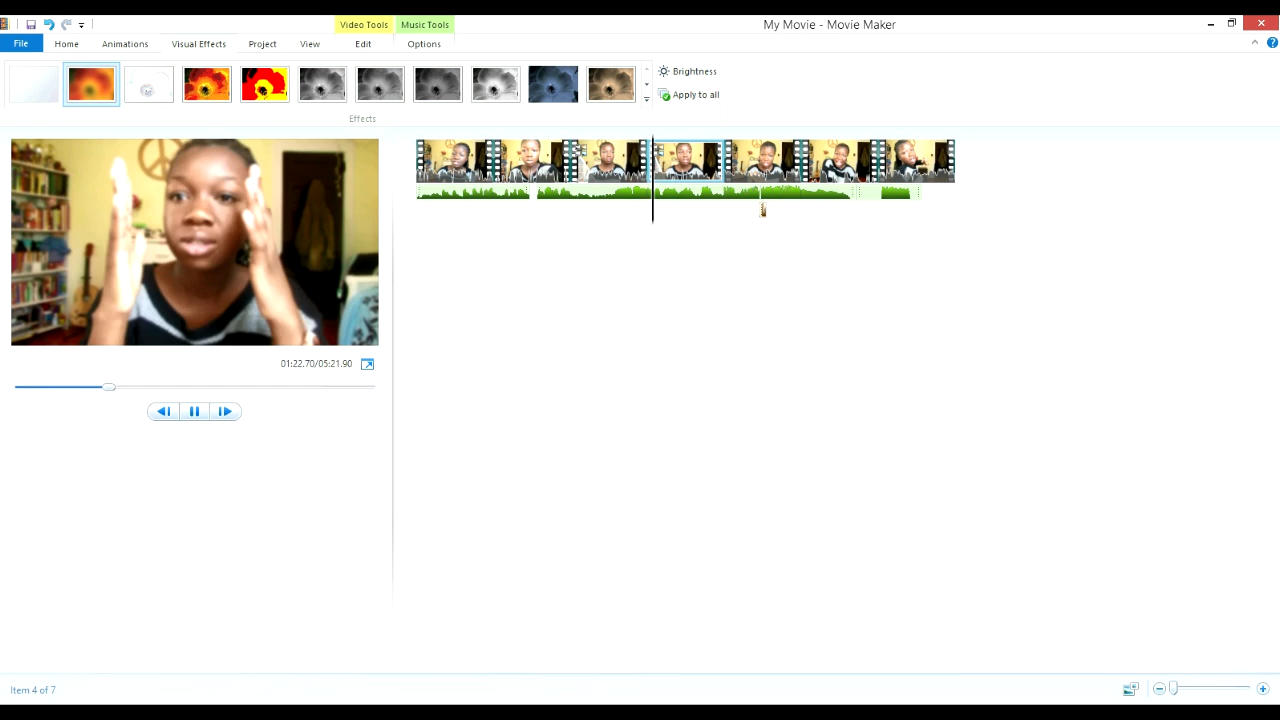 Video Tools Music Tools My Movie - Movie Maker
File Home Animations Visual Effects Project View Edit Options
Brightness
Apply to all
Effects
01:22.70/05:21.90
Item 4 of 7